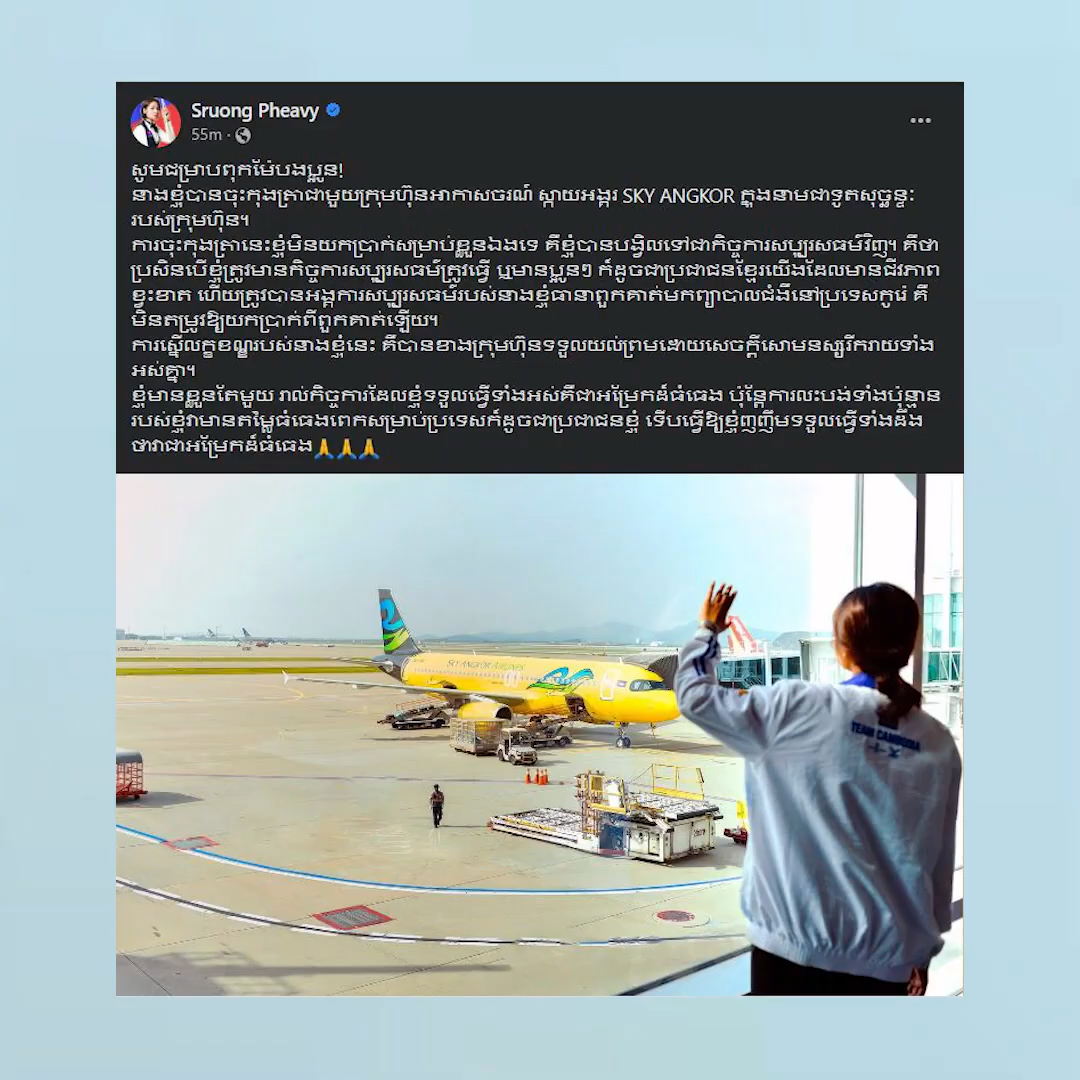 Sruong Pheavy
55m
សូមជម្រាបពុកម៉ែបងប្អូន!
នាងខ្ញុំបានចុះកុងត្រាជាមួយក្រុមហ៊ុនអាកាសចរណ៍ ស្កាយអង្គរ SKY ANGKOR ក្នុងនាមជាទូតសុច្ឆន្ទៈ
របស់ក្រុមហ៊ុន។
ការចុះកុងត្រានេះខ្ញុំមិនយកប្រាក់សម្រាប់ខ្លួនឯងទេ គឺខ្ញុំបានបង្វិលទៅជាកិច្ចការសប្បុរសធម៌វិញ។ គឺថា
ប្រសិនបើខ្ញុំត្រូវមានកិច្ចការសប្បុរសធម៌ត្រូវធ្វើ ឬមានប្អូនៗ ក៏ដូចជាប្រជាជនខ្មែរយើងដែលមានជីវភាព
ខ្វះខាត ហើយត្រូវបានអង្គការសប្បុរសធម៌របស់នាងខ្ញុំធានាពួកគាត់មកព្យាបាលជំងឺនៅប្រទេសកូរ៉េ គឺ
មិនតម្រូវឱ្យយកប្រាក់ពីពួកគាត់ឡើយ។
ការស្នើលក្ខខណ្ឌរបស់នាងខ្ញុំនេះ គឺបានខាងក្រុមហ៊ុនទទួលយល់ព្រមដោយសេចក្តីសោមនស្សរីករាយទាំង
អស់គ្នា។
ខ្ញុំមានខ្លួនតែមួយ រាល់កិច្ចការដែលខ្ញុំទទួលធ្វើទាំងអស់គឺជាអម្រែកដ៏ធំធេង ប៉ុន្តែការលះបង់ទាំងប៉ុន្មាន
របស់ខ្ញុំវាមានតម្លៃធំធេងពេកសម្រាប់ប្រទេសក៏ដូចជាប្រជាជនខ្ញុំ ទើបធ្វើឱ្យខ្ញុំញញឹមទទួលធ្វើទាំងដឹង
ថាវាជាអម្រែកដ៏ធំធេង🙏🙏🙏
SKY ANGKOR AIRLINES
TEAM CAMBODIA